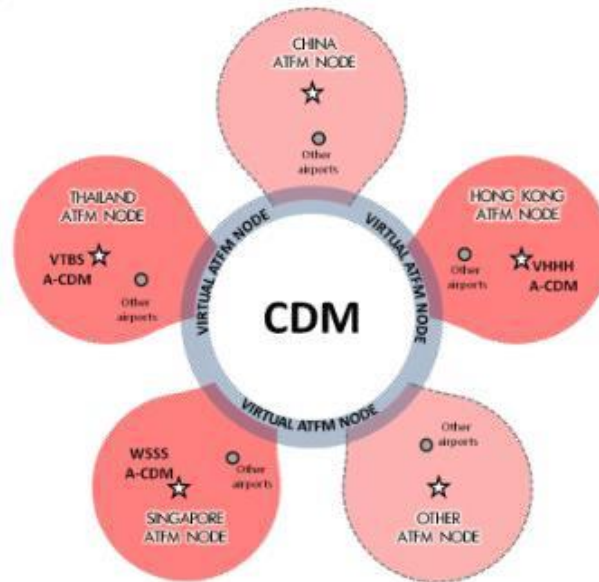 CHINA
ATFM NODE
Other
airports
THAILAND
ATFM NODE
VTBS
A-CDM
Other
airports
HONG KONG
ATFM NODE
Other
airports
VHHH
A-CDM
VIRTUAL ATFM NODE
VIRTUAL ATFM NODE
CDM
VIRTUAL ATFM NODE
WSSS
A-CDM
Other
airports
SINGAPORE
ATFM NODE
Other
airports
OTHER
ATFM NODE